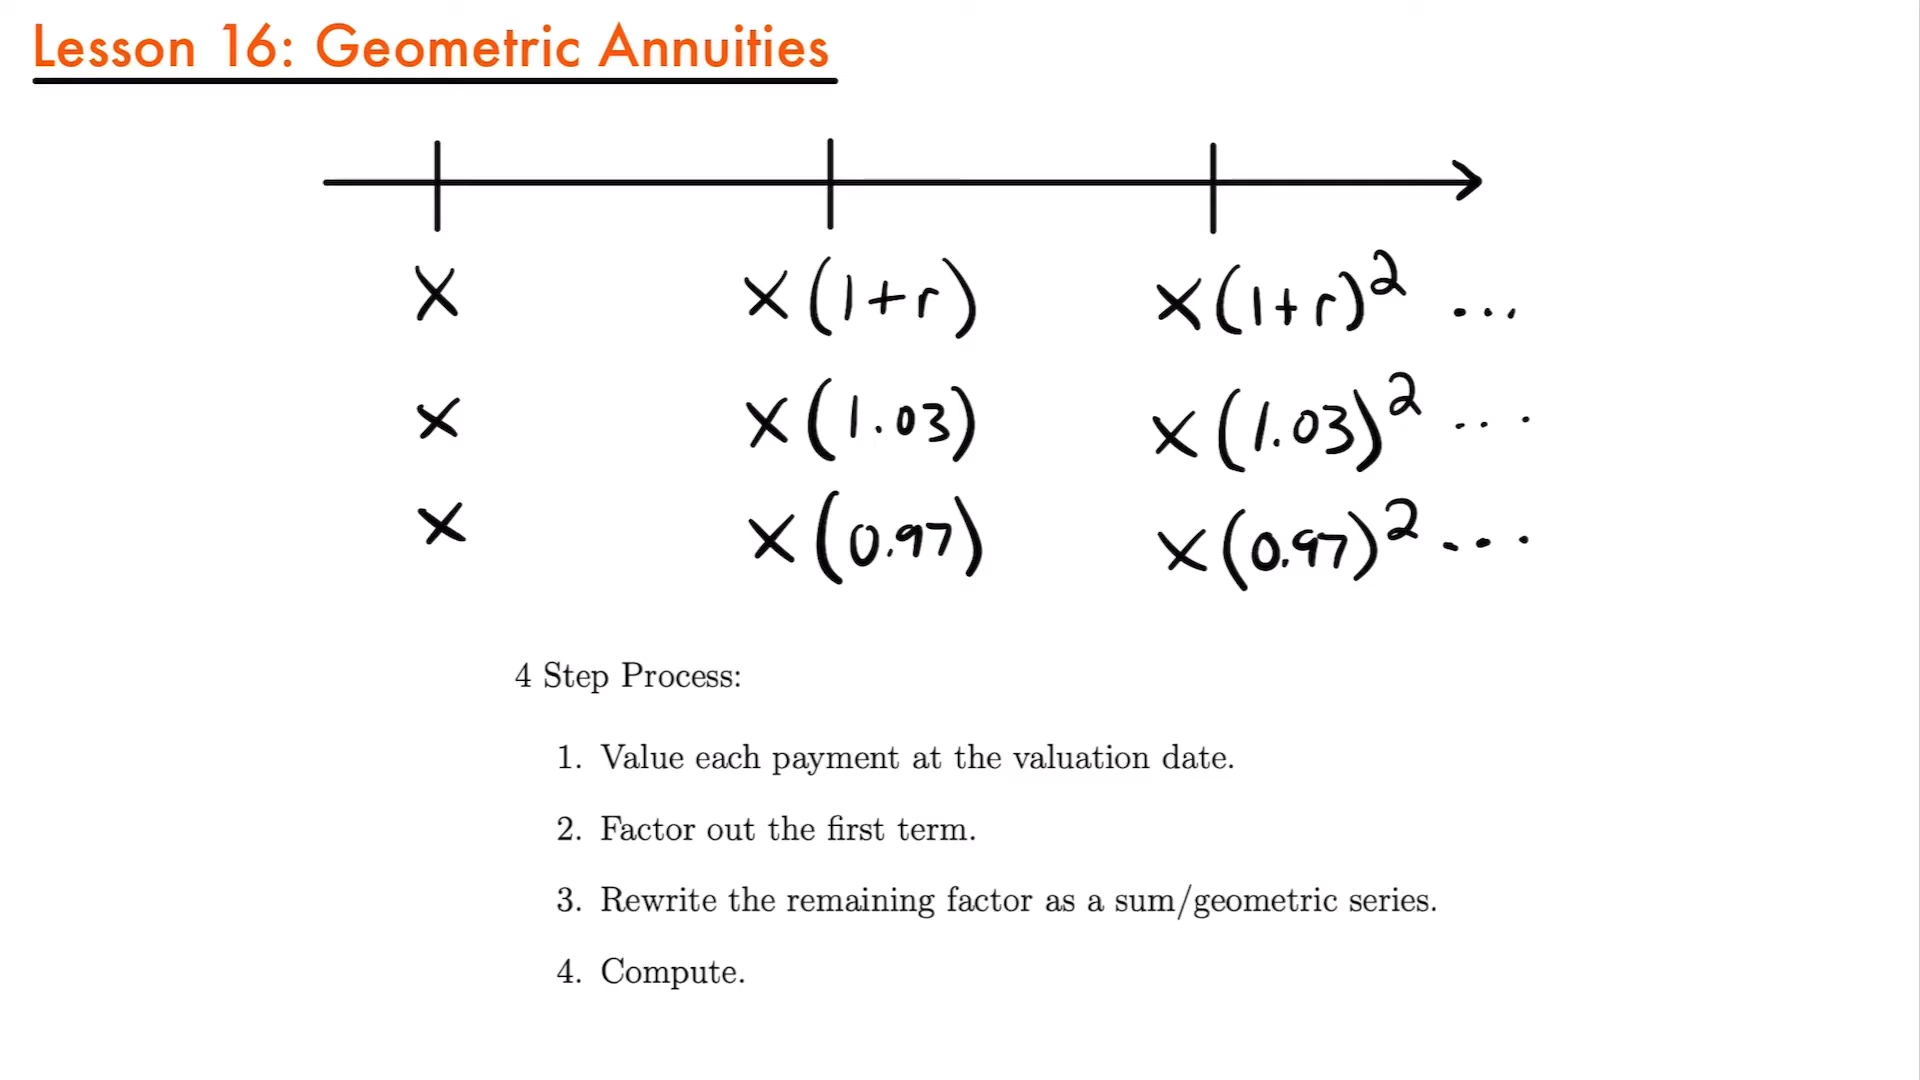 Lesson 16: Geometric Annuities
X X(1+r) X(1+r)² ...
X X(1.03) X(1.03)² ...
X X(0.97) X(0.97)² ...
4 Step Process:
1. Value each payment at the valuation date.
2. Factor out the first term.
3. Rewrite the remaining factor as a sum/geometric series.
4. Compute.